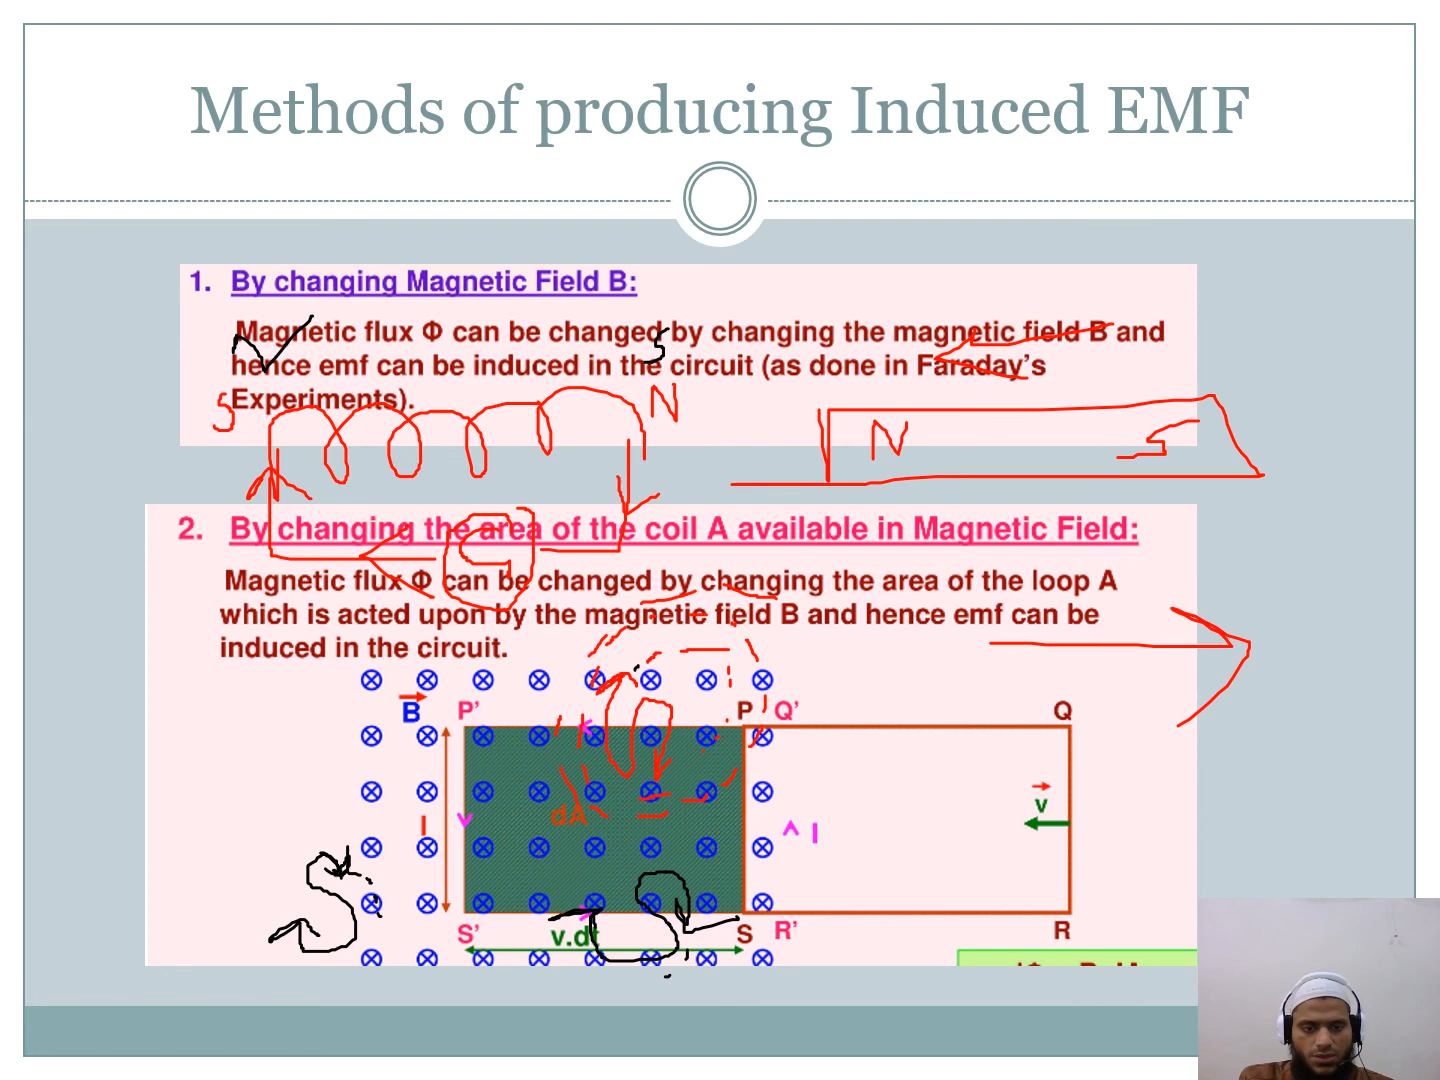 Methods of producing Induced EMF
1. By changing Magnetic Field B:
Magnetic flux Φ can be changed by changing the magnetic field B and
hence emf can be induced in the circuit (as done in Faraday's
Experiments).
N S
S N
N S
G
2. By changing the area of the coil A available in Magnetic Field:
Magnetic flux Φ can be changed by changing the area of the loop A
which is acted upon by the magnetic field B and hence emf can be
induced in the circuit.
B P' P Q' Q
v
l dA I
S' v.dt S R' R